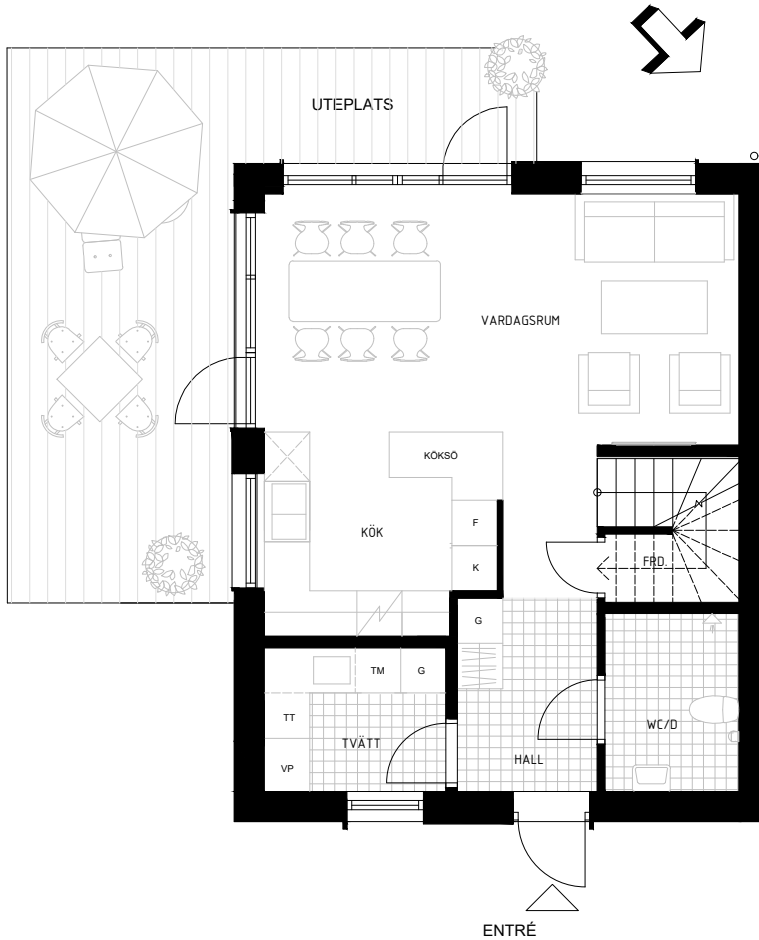 UTEPLATS
VARDAGSRUM
KÖKSÖ
F
KÖK
K
FRD.
G
TM
G
TT
WC/D
TVÄTT
HALL
VP
ENTRÉ